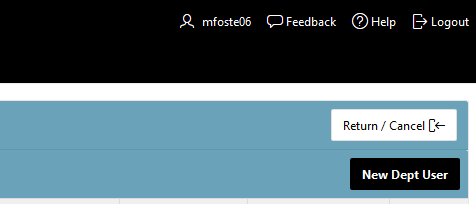 mfoste06 Feedback Help Logout
Return / Cancel
New Dept User